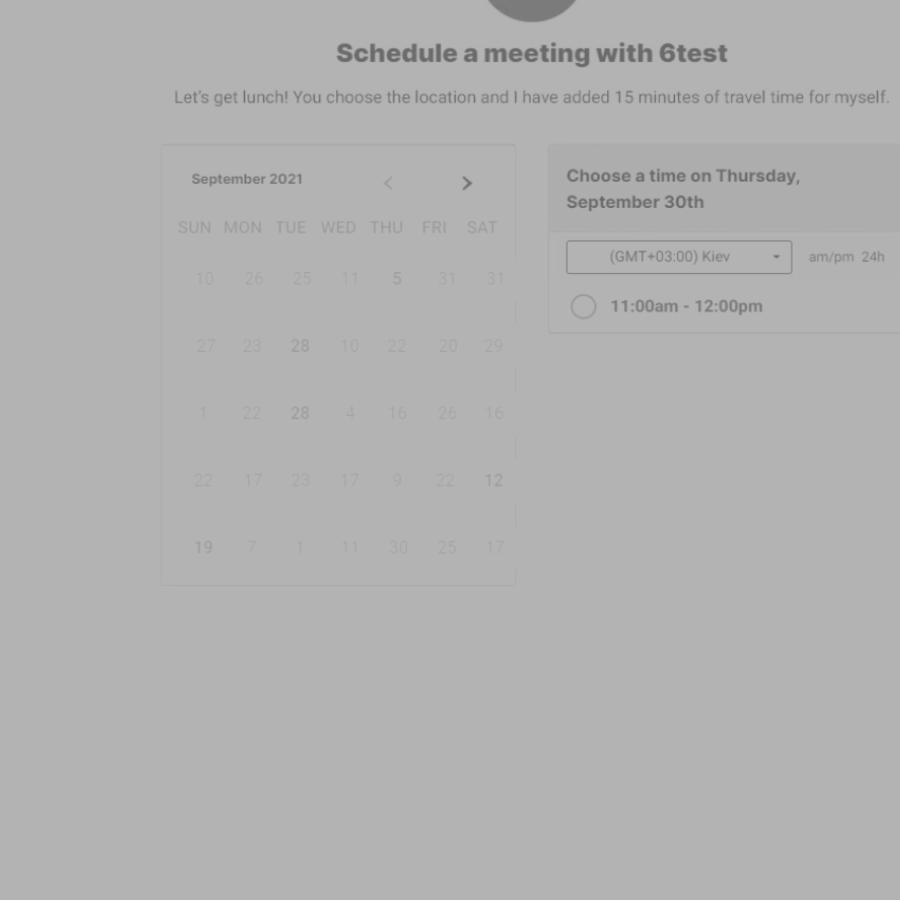 Schedule a meeting with 6test
Let's get lunch! You choose the location and I have added 15 minutes of travel time for myself.
September 2021
SUN MON TUE WED THU FRI SAT
10 26 25 11 5 31 31
27 23 28 10 22 20 29
1 22 28 4 16 26 16
22 17 23 17 9 22 12
19 7 1 11 30 25 17
Choose a time on Thursday,
September 30th
(GMT+03:00) Kiev am/pm 24h
11:00am - 12:00pm